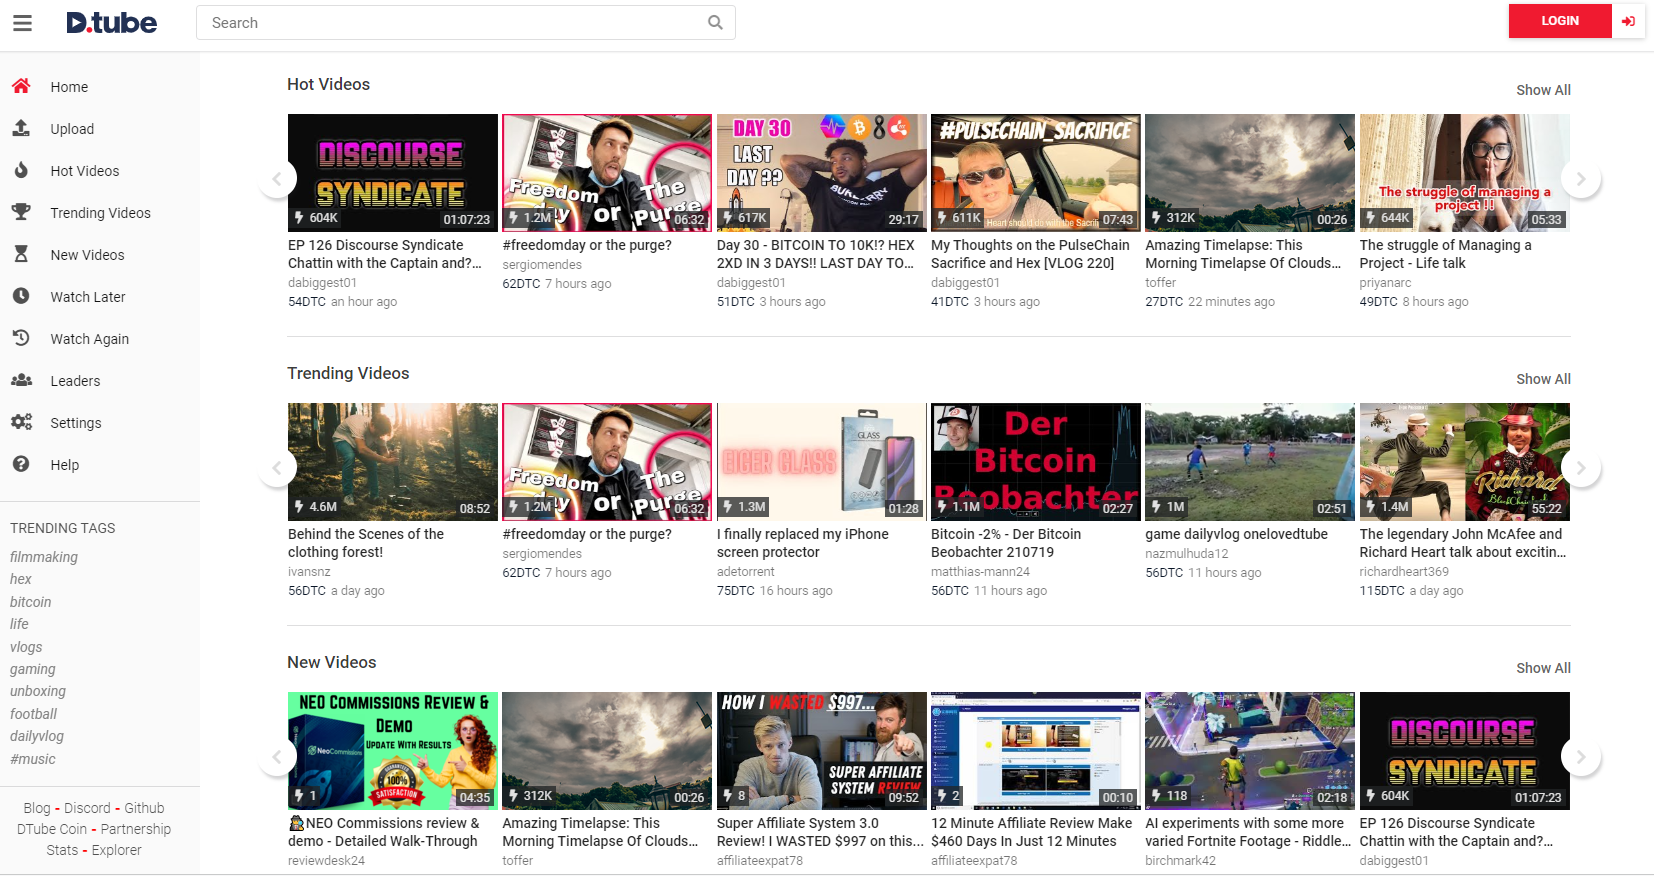 D.tube
Search
LOGIN
Home
Upload
Hot Videos
Trending Videos
New Videos
Watch Later
Watch Again
Leaders
Settings
Help
TRENDING TAGS
filmmaking
hex
bitcoin
life
vlogs
gaming
unboxing
football
dailyvlog
#music
Blog - Discord - Github
DTube Coin - Partnership
Stats - Explorer
Hot Videos
Show All
DISCOURSE
SYNDICATE
604K
01:07:23
EP 126 Discourse Syndicate
Chattin with the Captain and?...
dabiggest01
54DTC an hour ago
Freedom
day or The
Purge
1.2M
06:32
#freedomday or the purge?
sergiomendes
62DTC 7 hours ago
DAY 30
LAST
DAY ??
BURBERRY
617K
29:17
Day 30 - BITCOIN TO 10K!? HEX
2XD IN 3 DAYS!! LAST DAY TO...
dabiggest01
51DTC 3 hours ago
#PULSECHAIN_SACRIFICE
Heart should do with the Sacrifi
611K
07:43
My Thoughts on the PulseChain
Sacrifice and Hex [VLOG 220]
dabiggest01
41DTC 3 hours ago
312K
00:26
Amazing Timelapse: This
Morning Timelapse Of Clouds...
toffer
27DTC 22 minutes ago
The struggle of managing a
project !!
644K
05:33
The struggle of Managing a
Project - Life talk
priyanarc
49DTC 8 hours ago
Trending Videos
Show All
4.6M
08:52
Behind the Scenes of the
clothing forest!
ivansnz
56DTC a day ago
Freedom
day or The
Purge
1.2M
06:32
#freedomday or the purge?
sergiomendes
62DTC 7 hours ago
EIGER GLASS
GLASS
1.3M
01:28
I finally replaced my iPhone
screen protector
adetorrent
75DTC 16 hours ago
Der
Bitcoin
Beobachter
1.1M
02:27
Bitcoin -2% - Der Bitcoin
Beobachter 210719
matthias-mann24
56DTC 11 hours ago
1M
02:51
game dailyvlog onelovedtube
nazmulhuda12
56DTC 11 hours ago
Richard
1.4M
55:22
The legendary John McAfee and
Richard Heart talk about excitin...
richardheart369
115DTC a day ago
New Videos
Show All
NEO COMMISSIONS REVIEW &
DEMO
UPDATE WITH RESULTS
NeoCommissions
100%
SATISFACTION
1
04:35
NEO Commissions review &
demo - Detailed Walk-Through
reviewdesk24
312K
00:26
Amazing Timelapse: This
Morning Timelapse Of Clouds...
toffer
HOW I WASTED $997...
SUPER AFFILIATE
SYSTEM REVIEW
8
09:52
Super Affiliate System 3.0
Review! I WASTED $997 on this...
affiliateexpat78
2
00:10
12 Minute Affiliate Review Make
$460 Days In Just 12 Minutes
affiliateexpat78
118
02:18
AI experiments with some more
varied Fortnite Footage - Riddle...
birchmark42
DISCOURSE
SYNDICATE
604K
01:07:23
EP 126 Discourse Syndicate
Chattin with the Captain and?...
dabiggest01